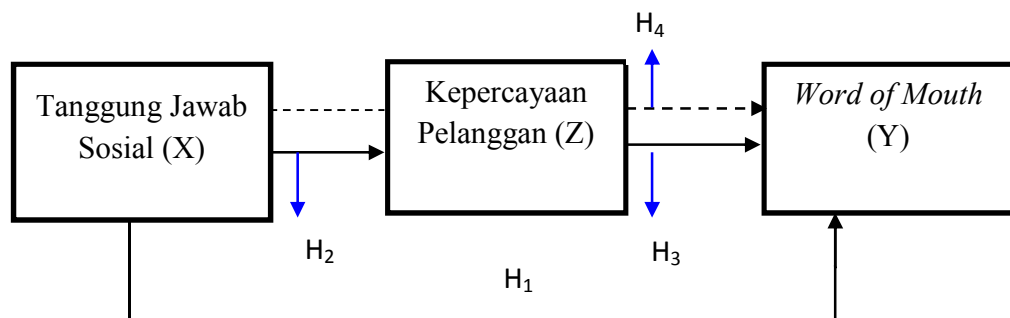 H₄
Tanggung Jawab
Sosial (X)
Kepercayaan
Pelanggan (Z)
Word of Mouth
(Y)
H₂
H₃
H₁